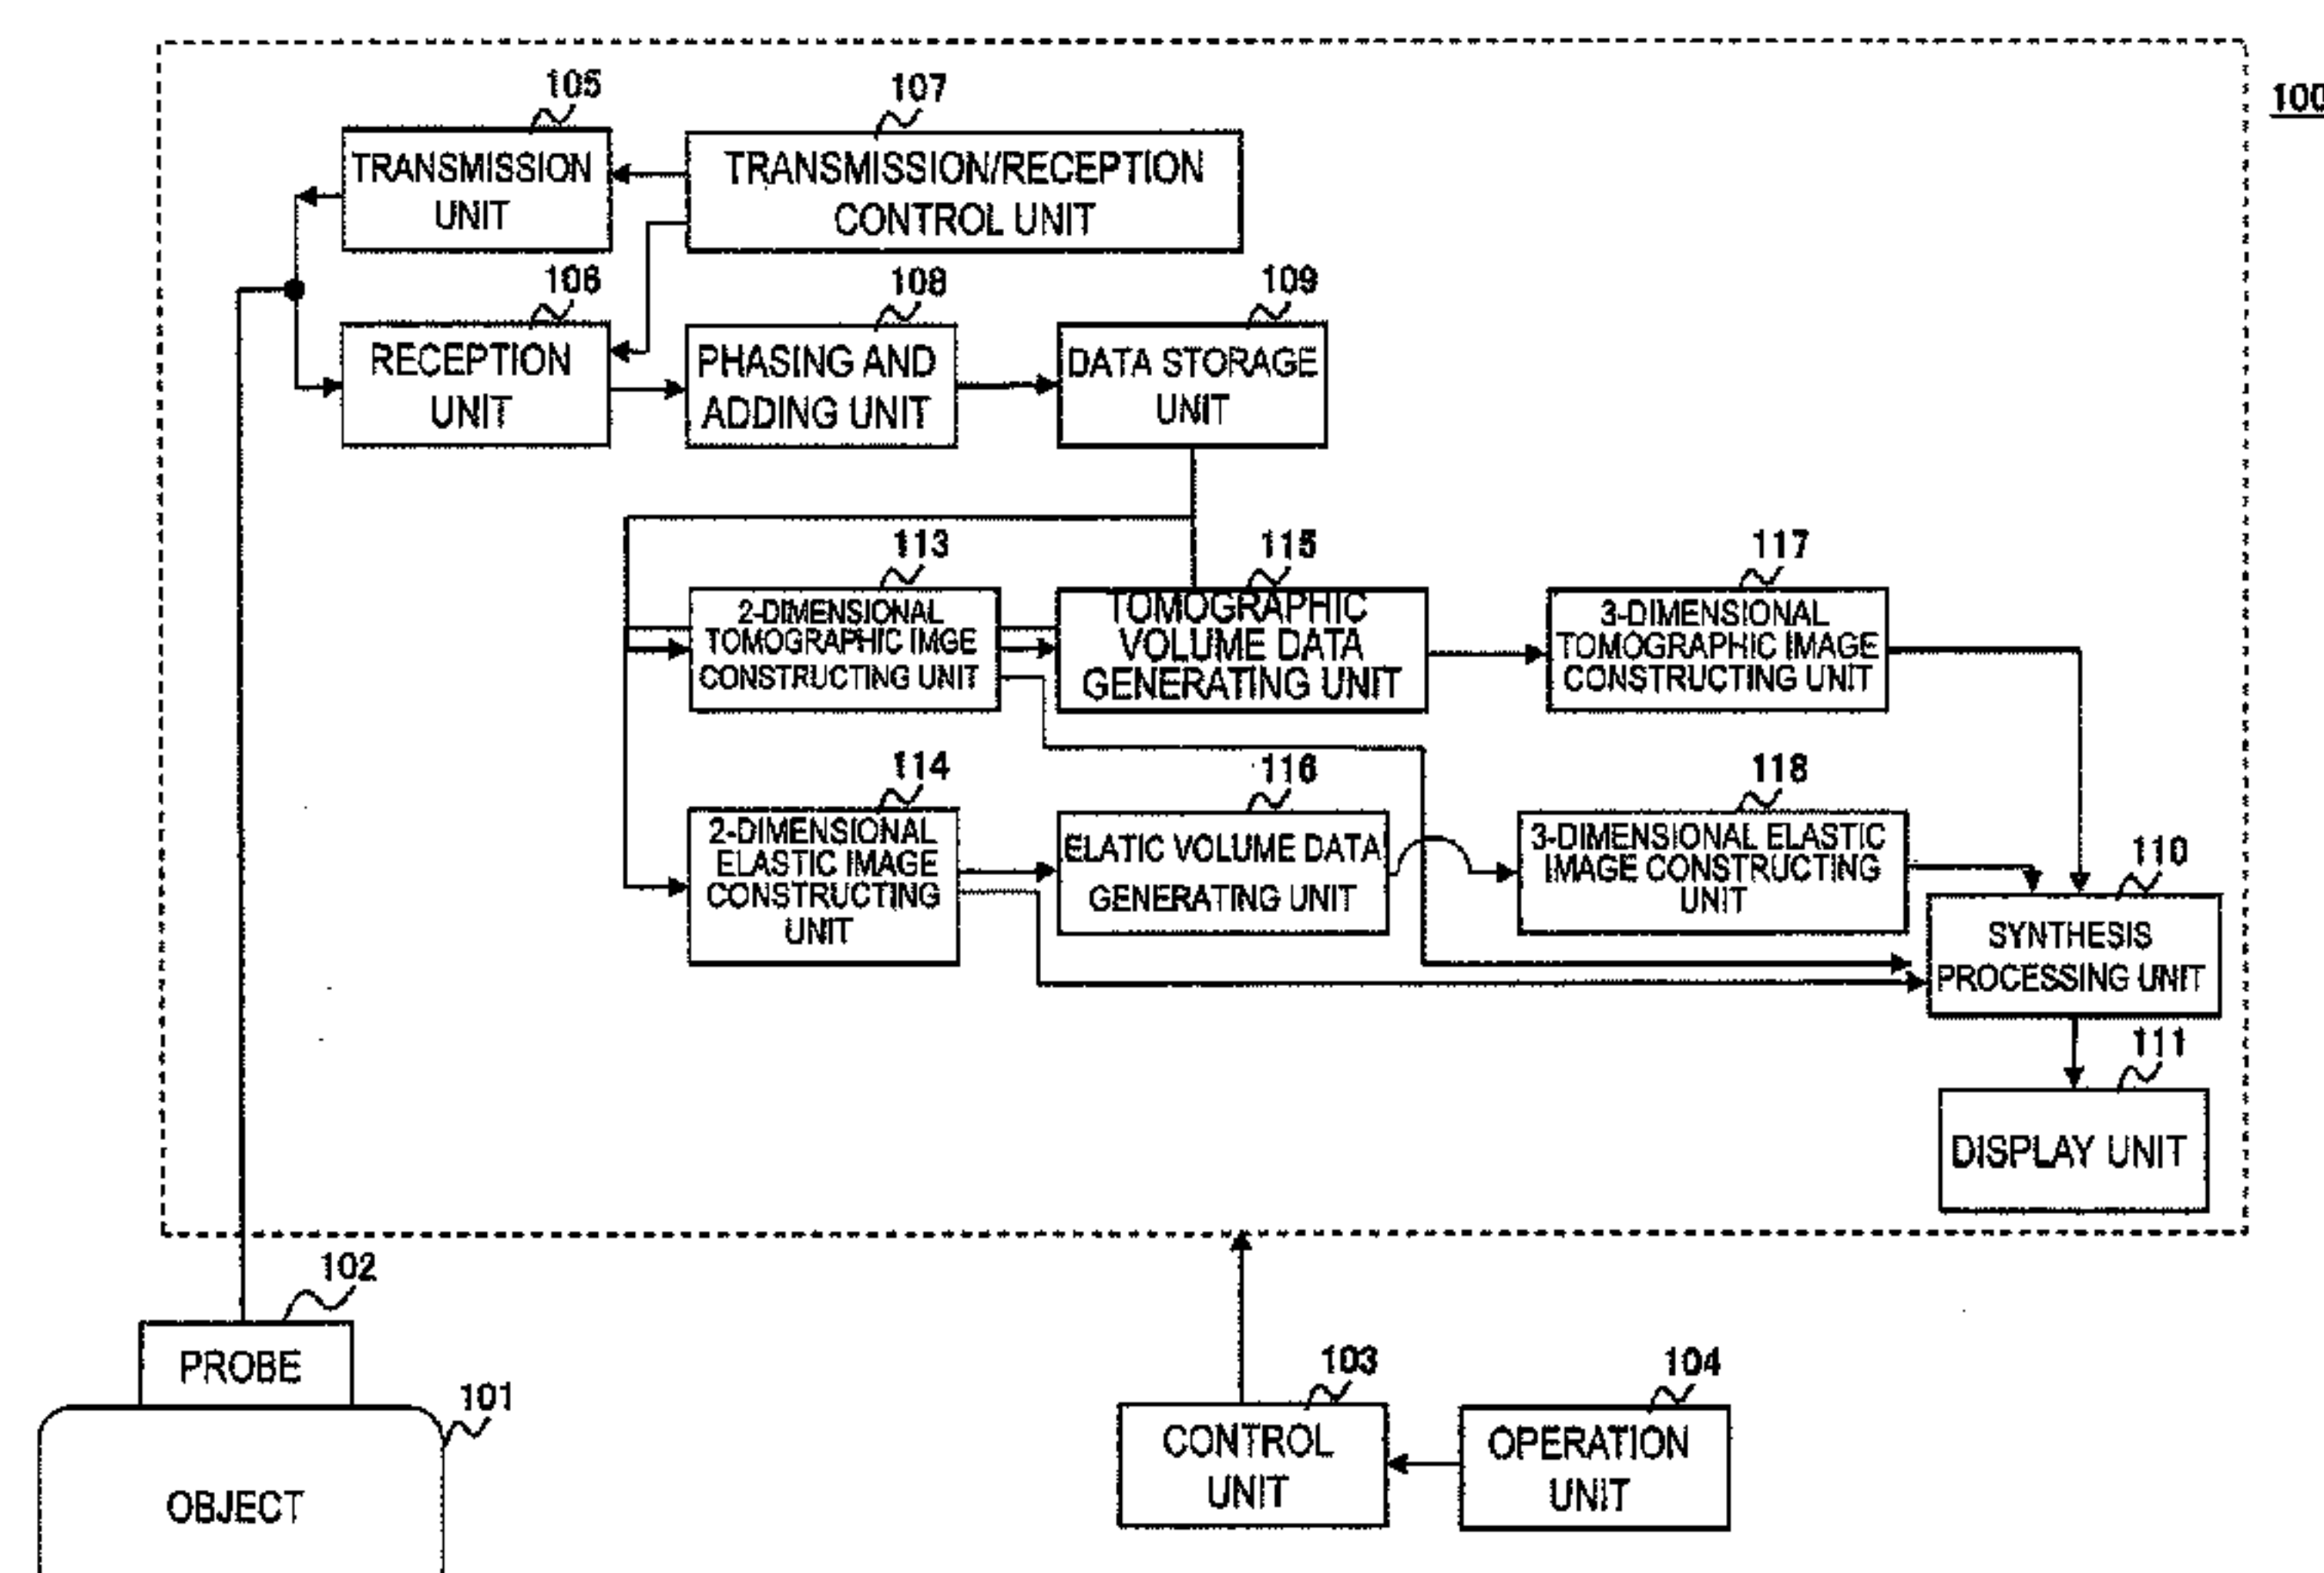 100
105
107
TRANSMISSION
UNIT
TRANSMISSION/RECEPTION
CONTROL UNIT
106
108
109
RECEPTION
UNIT
PHASING AND
ADDING UNIT
DATA STORAGE
UNIT
113
115
117
2-DIMENSIONAL
TOMOGRAPHIC IMGE
CONSTRUCTING UNIT
TOMOGRAPHIC
VOLUME DATA
GENERATING UNIT
3-DIMENSIONAL
TOMOGRAPHIC IMAGE
CONSTRUCTING UNIT
114
116
118
2-DIMENSIONAL
ELASTIC IMAGE
CONSTRUCTING
UNIT
ELATIC VOLUME DATA
GENERATING UNIT
3-DIMENSIONAL ELASTIC
IMAGE CONSTRUCTING
UNIT
110
SYNTHESIS
PROCESSING UNIT
111
DISPLAY UNIT
102
PROBE
101
OBJECT
103
CONTROL
UNIT
104
OPERATION
UNIT